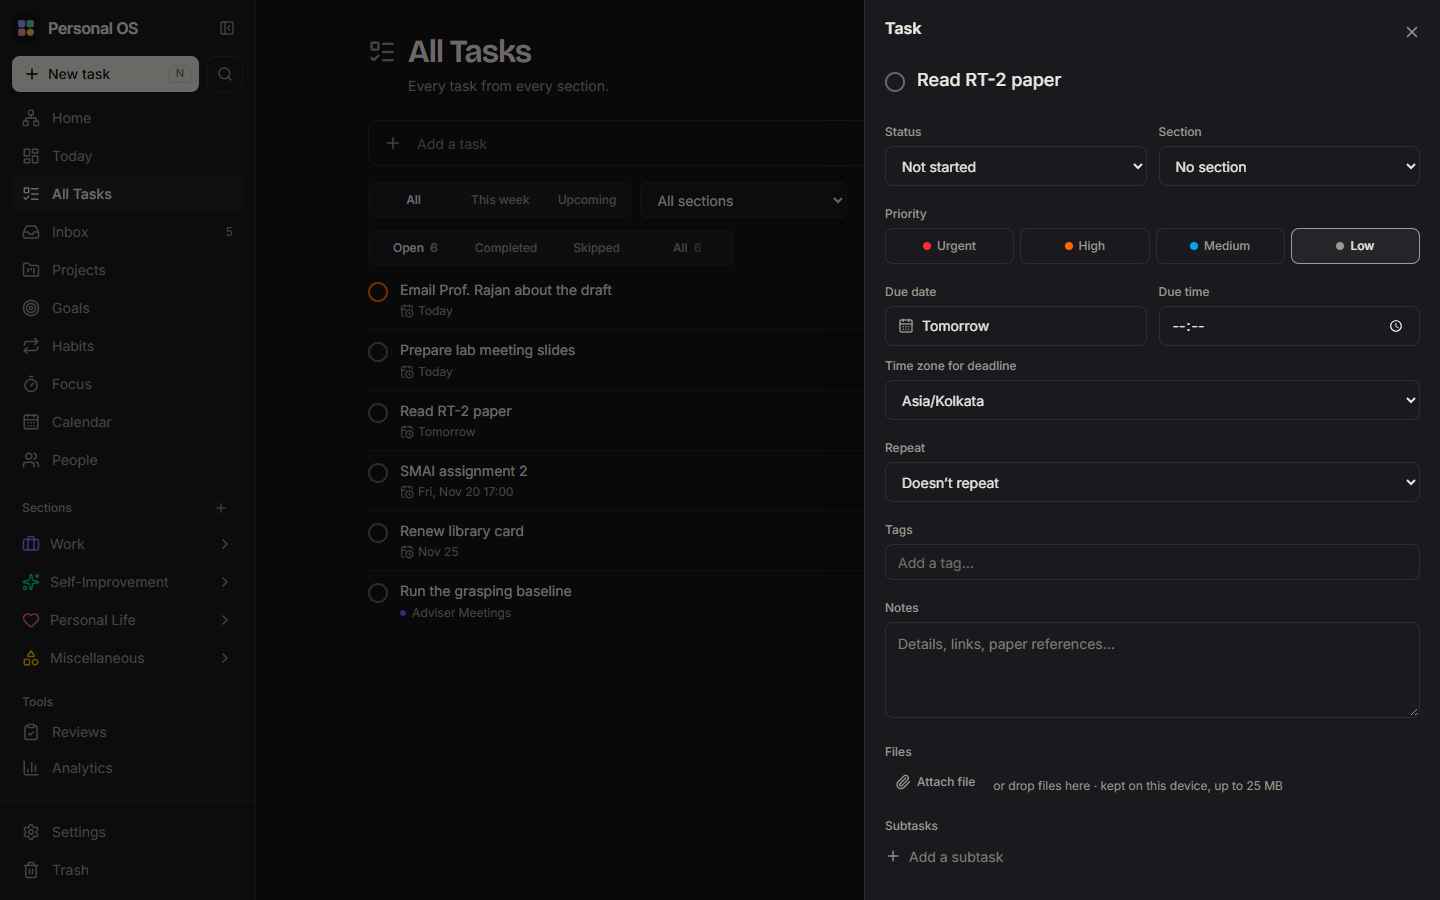 Personal OS
New task N
Home
Today
All Tasks
Inbox 5
Projects
Goals
Habits
Focus
Calendar
People
Sections
Work
Self-Improvement
Personal Life
Miscellaneous
Tools
Reviews
Analytics
Settings
Trash
All Tasks
Every task from every section.
Add a task
All This week Upcoming All sections
Open 6 Completed Skipped All 6
Email Prof. Rajan about the draft
Today
Prepare lab meeting slides
Today
Read RT-2 paper
Tomorrow
SMAI assignment 2
Fri, Nov 20 17:00
Renew library card
Nov 25
Run the grasping baseline
Adviser Meetings
Task
Read RT-2 paper
Status Section
Not started No section
Priority
Urgent High Medium Low
Due date Due time
Tomorrow --:--
Time zone for deadline
Asia/Kolkata
Repeat
Doesn’t repeat
Tags
Add a tag...
Notes
Details, links, paper references...
Files
Attach file or drop files here · kept on this device, up to 25 MB
Subtasks
Add a subtask